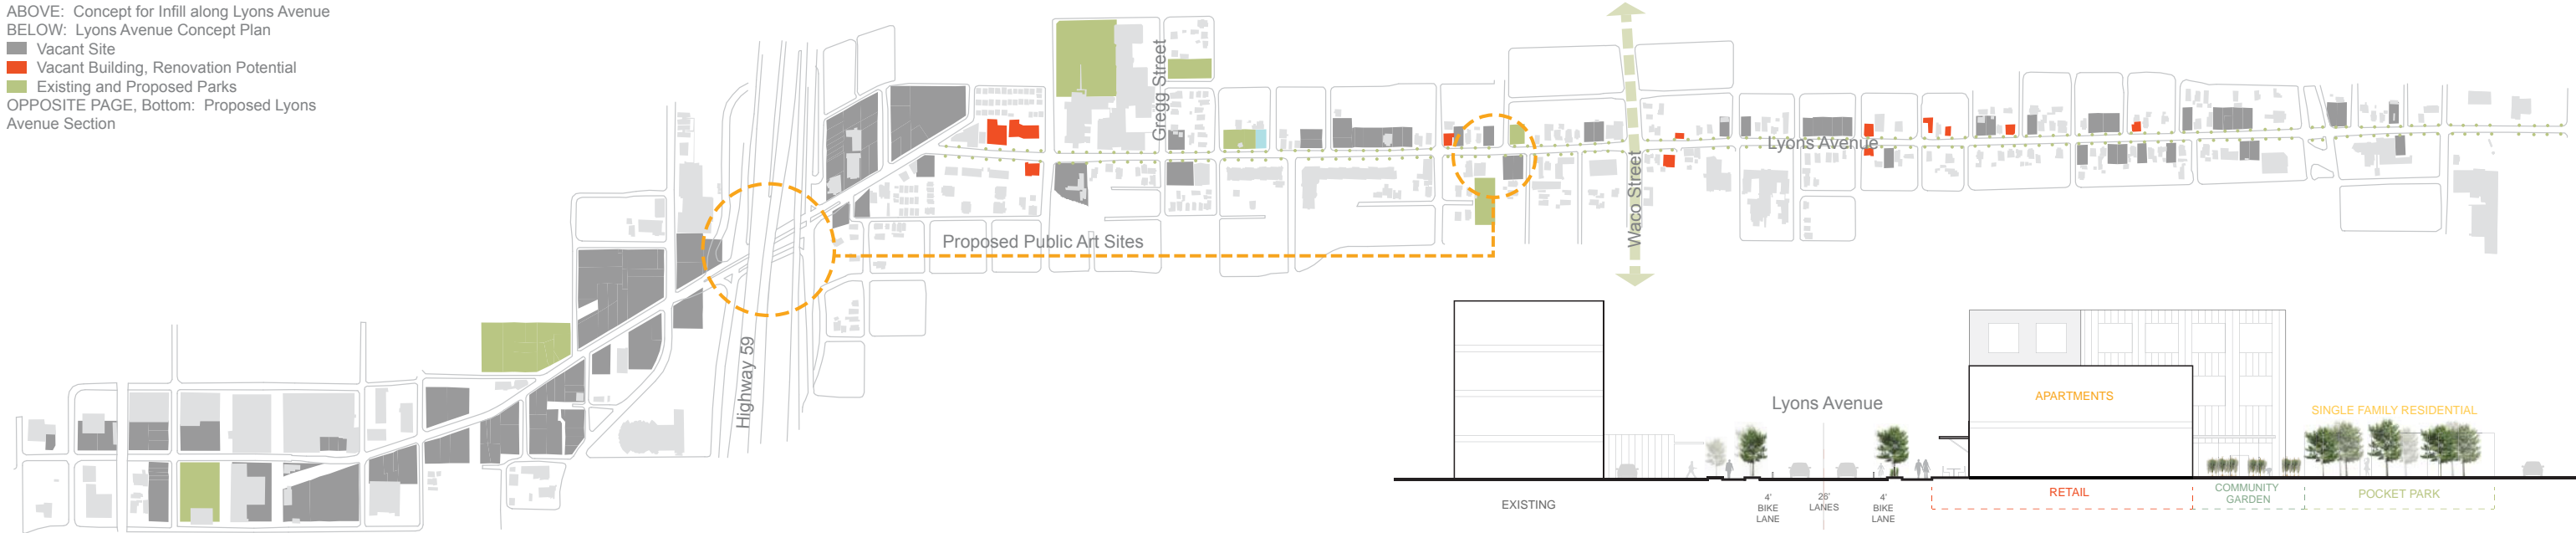 ABOVE: Concept for Infill along Lyons Avenue
BELOW: Lyons Avenue Concept Plan
Vacant Site
Vacant Building, Renovation Potential
Existing and Proposed Parks
OPPOSITE PAGE, Bottom: Proposed Lyons
Avenue Section
Gregg Street
Lyons Avenue
Waco Street
Proposed Public Art Sites
Highway 59
Lyons Avenue
APARTMENTS
SINGLE FAMILY RESIDENTIAL
EXISTING
4'
BIKE
LANE
26'
LANES
4'
BIKE
LANE
RETAIL
COMMUNITY
GARDEN
POCKET PARK